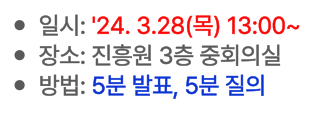 • 일시: '24. 3.28(목) 13:00~
• 장소: 진흥원 3층 중회의실
• 방법: 5분 발표, 5분 질의